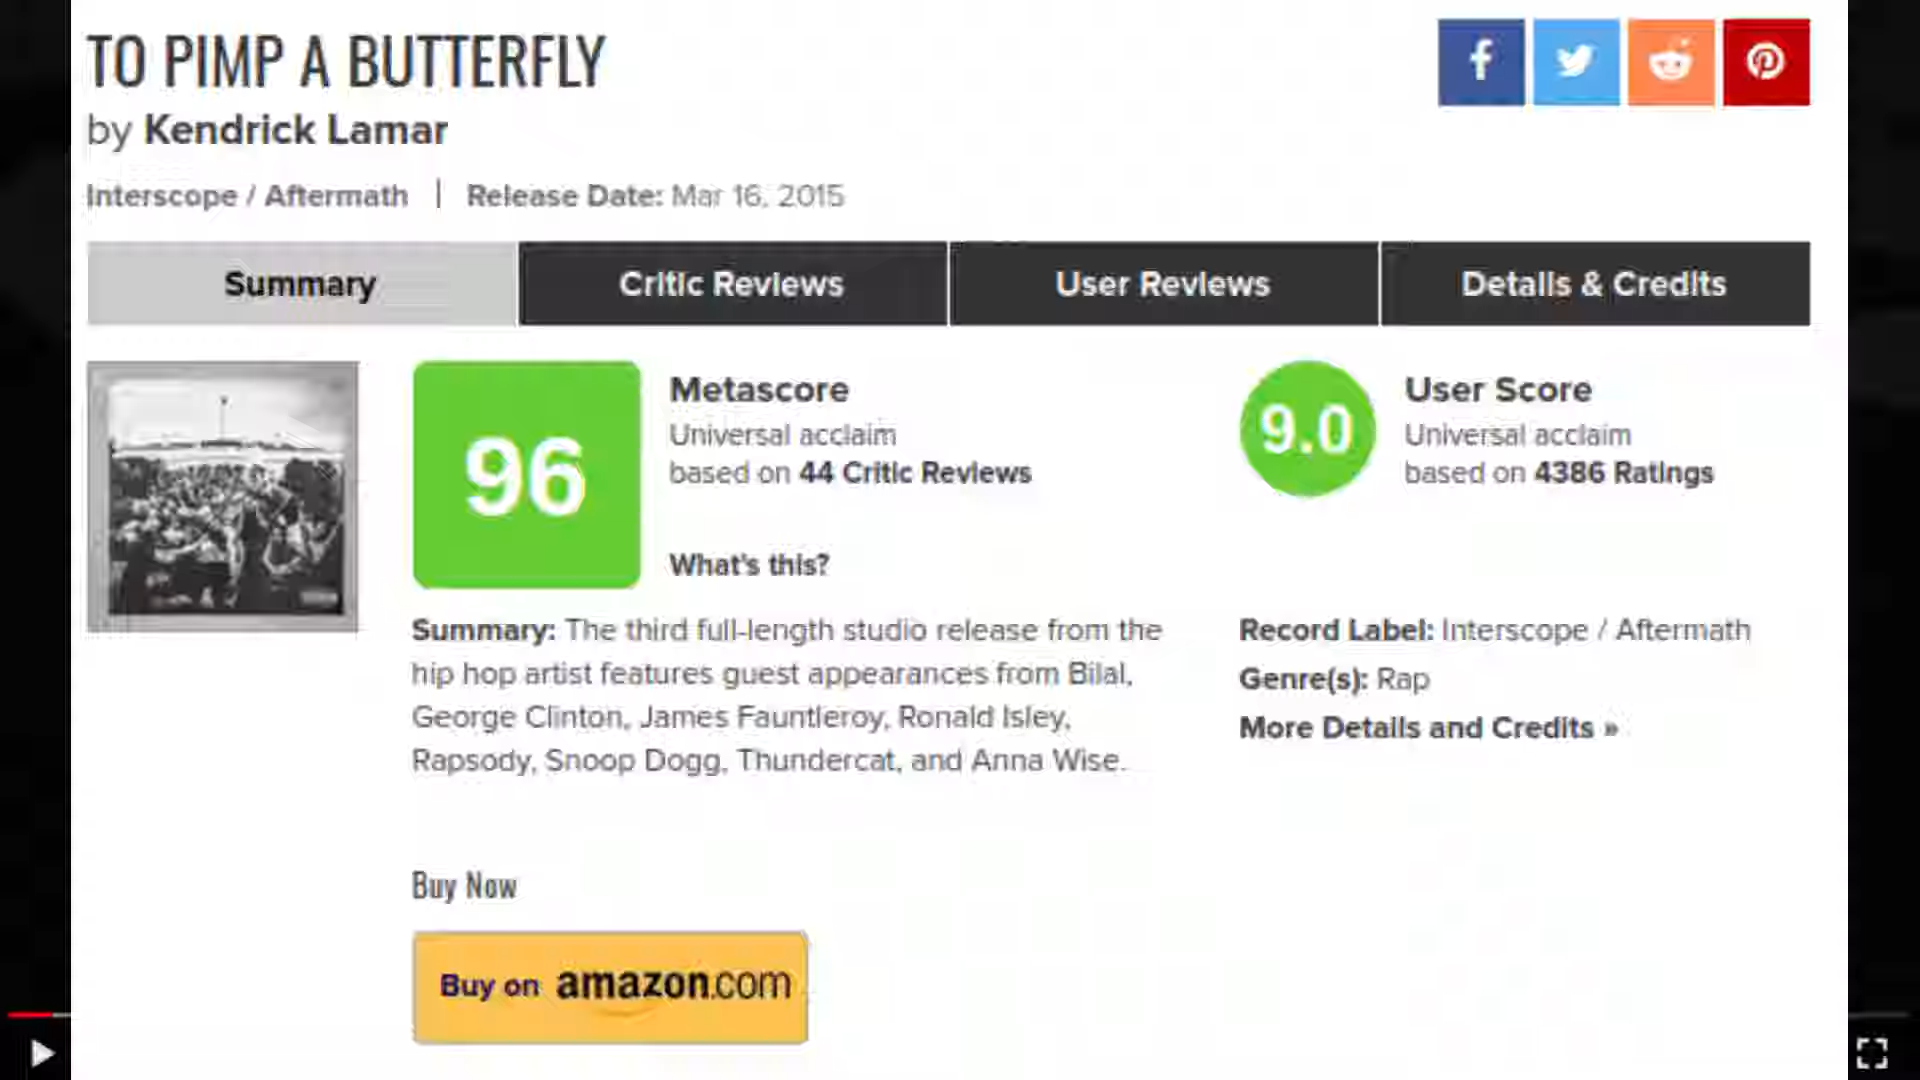 TO PIMP A BUTTERFLY
by Kendrick Lamar
Interscope / Aftermath | Release Date: Mar 16, 2015
Summary
Critic Reviews
User Reviews
Details & Credits
96
Metascore
Universal acclaim
based on 44 Critic Reviews
What's this?
9.0
User Score
Universal acclaim
based on 4386 Ratings
Summary: The third full-length studio release from the
hip hop artist features guest appearances from Bilal,
George Clinton, James Fauntleroy, Ronald Isley,
Rapsody, Snoop Dogg, Thundercat, and Anna Wise.
Record Label: Interscope / Aftermath
Genre(s): Rap
More Details and Credits »
Buy Now
Buy on amazon.com